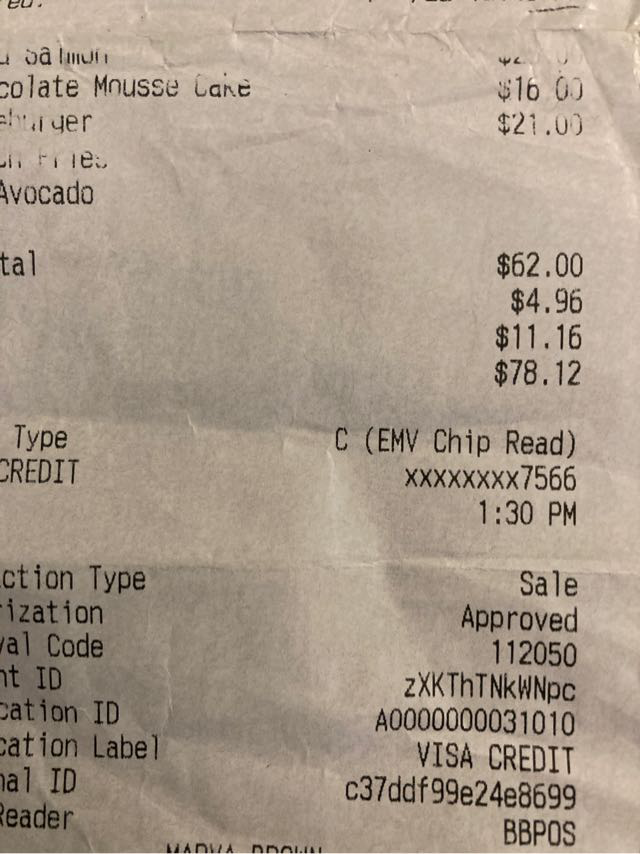 colate Mousse Cake $16.00
burger $21.00
Avocado
tal $62.00
$4.96
$11.16
$78.12
Type C (EMV Chip Read)
CREDIT xxxxxxxx7566
1:30 PM
ction Type Sale
ization Approved
val Code 112050
nt ID zXKThTNkWNpc
cation ID A0000000031010
cation Label VISA CREDIT
nal ID c37ddf99e24e8699
Reader BBPOS